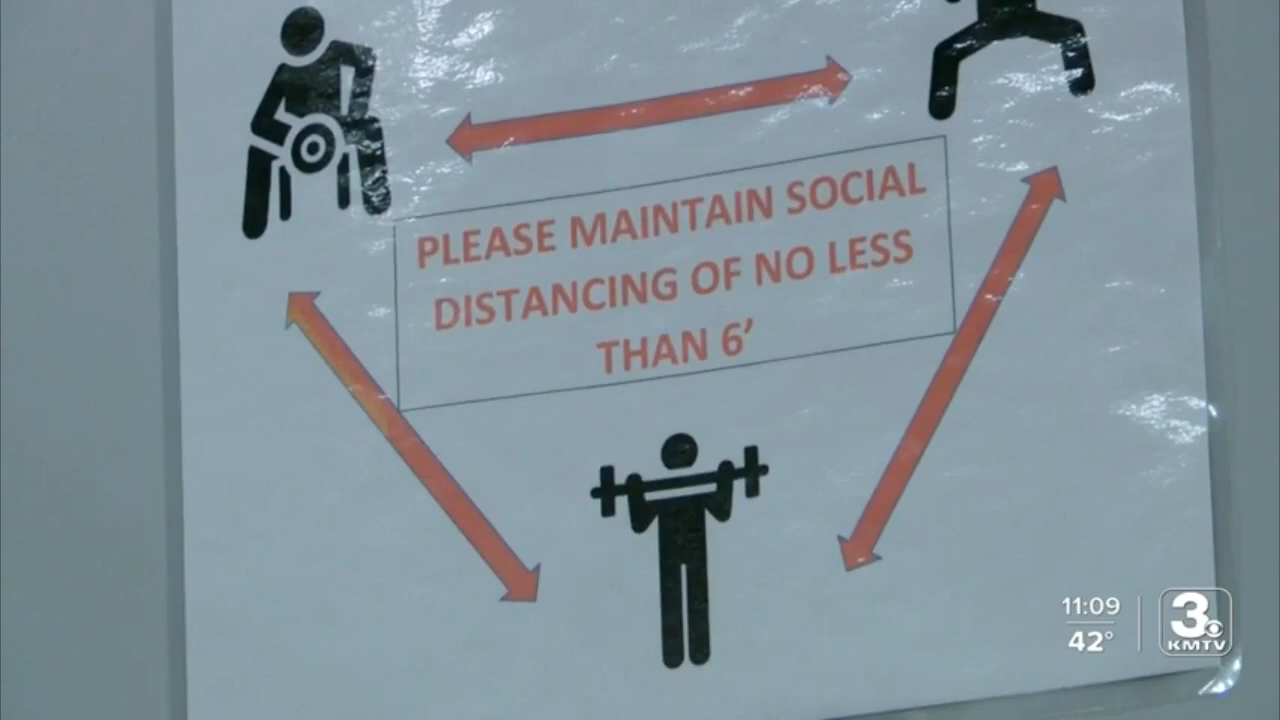 PLEASE MAINTAIN SOCIAL
DISTANCING OF NO LESS
THAN 6’
11:09
42°
3
KMTV